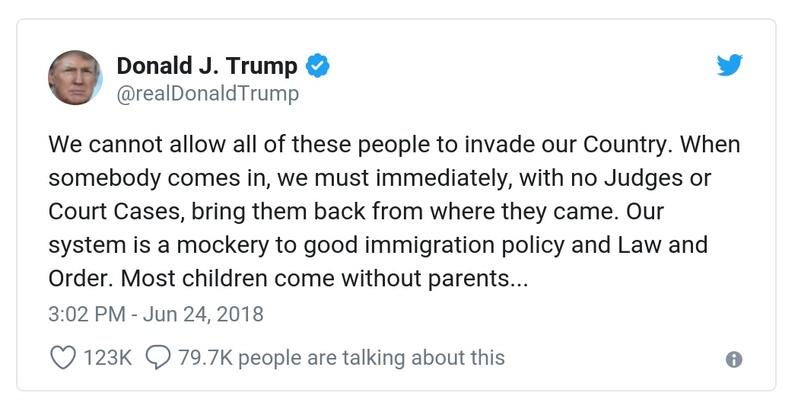 Donald J. Trump
@realDonaldTrump
We cannot allow all of these people to invade our Country. When
somebody comes in, we must immediately, with no Judges or
Court Cases, bring them back from where they came. Our
system is a mockery to good immigration policy and Law and
Order. Most children come without parents...
3:02 PM - Jun 24, 2018
123K 79.7K people are talking about this